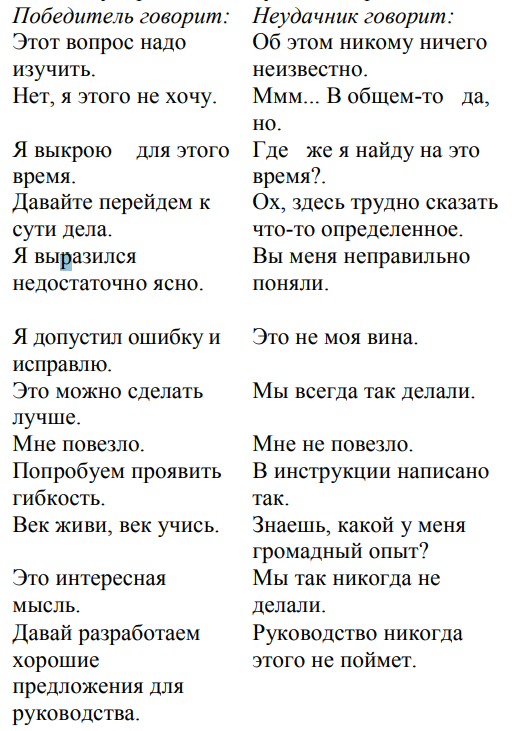 Победитель говорит: Неудачник говорит:
Этот вопрос надо Об этом никому ничего
изучить. неизвестно.
Нет, я этого не хочу. Ммм... В общем-то да,
но.
Я выкрою для этого Где же я найду на это
время. время?.
Давайте перейдем к Ох, здесь трудно сказать
сути дела. что-то определенное.
Я выразился Вы меня неправильно
недостаточно ясно. поняли.
Я допустил ошибку и Это не моя вина.
исправлю.
Это можно сделать Мы всегда так делали.
лучше.
Мне повезло. Мне не повезло.
Попробуем проявить В инструкции написано
гибкость. так.
Век живи, век учись. Знаешь, какой у меня
громадный опыт?
Это интересная Мы так никогда не
мысль. делали.
Давай разработаем Руководство никогда
хорошие этого не поймет.
предложения для
руководства.